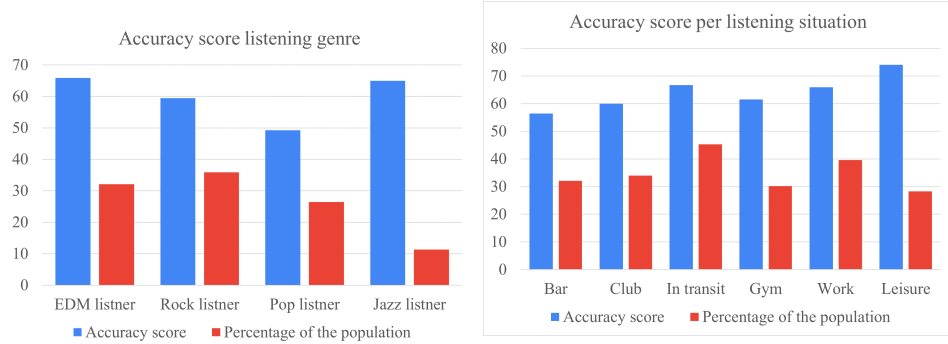 Accuracy score listening genre
70
60
50
40
30
20
10
0
EDM listner Rock listner Pop listner Jazz listner
Accuracy score Percentage of the population
Accuracy score per listening situation
80
70
60
50
40
30
20
10
0
Bar Club In transit Gym Work Leisure
Accuracy score Percentage of the population